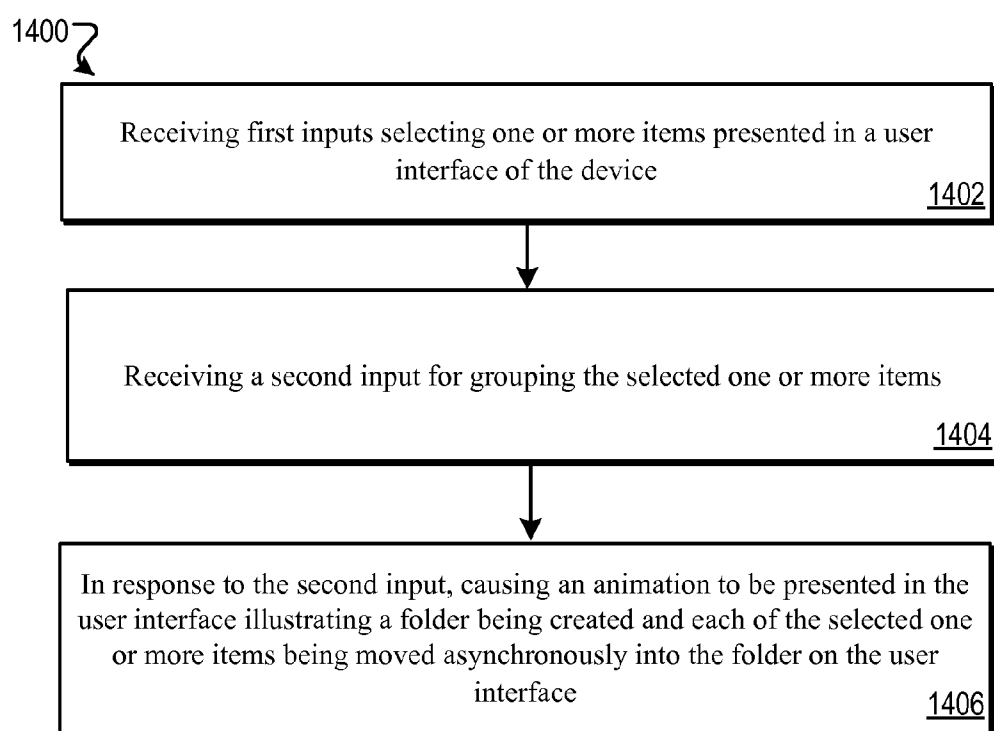 1400
Receiving first inputs selecting one or more items presented in a user
interface of the device
1402
Receiving a second input for grouping the selected one or more items
1404
In response to the second input, causing an animation to be presented in the
user interface illustrating a folder being created and each of the selected one
or more items being moved asynchronously into the folder on the user
interface
1406